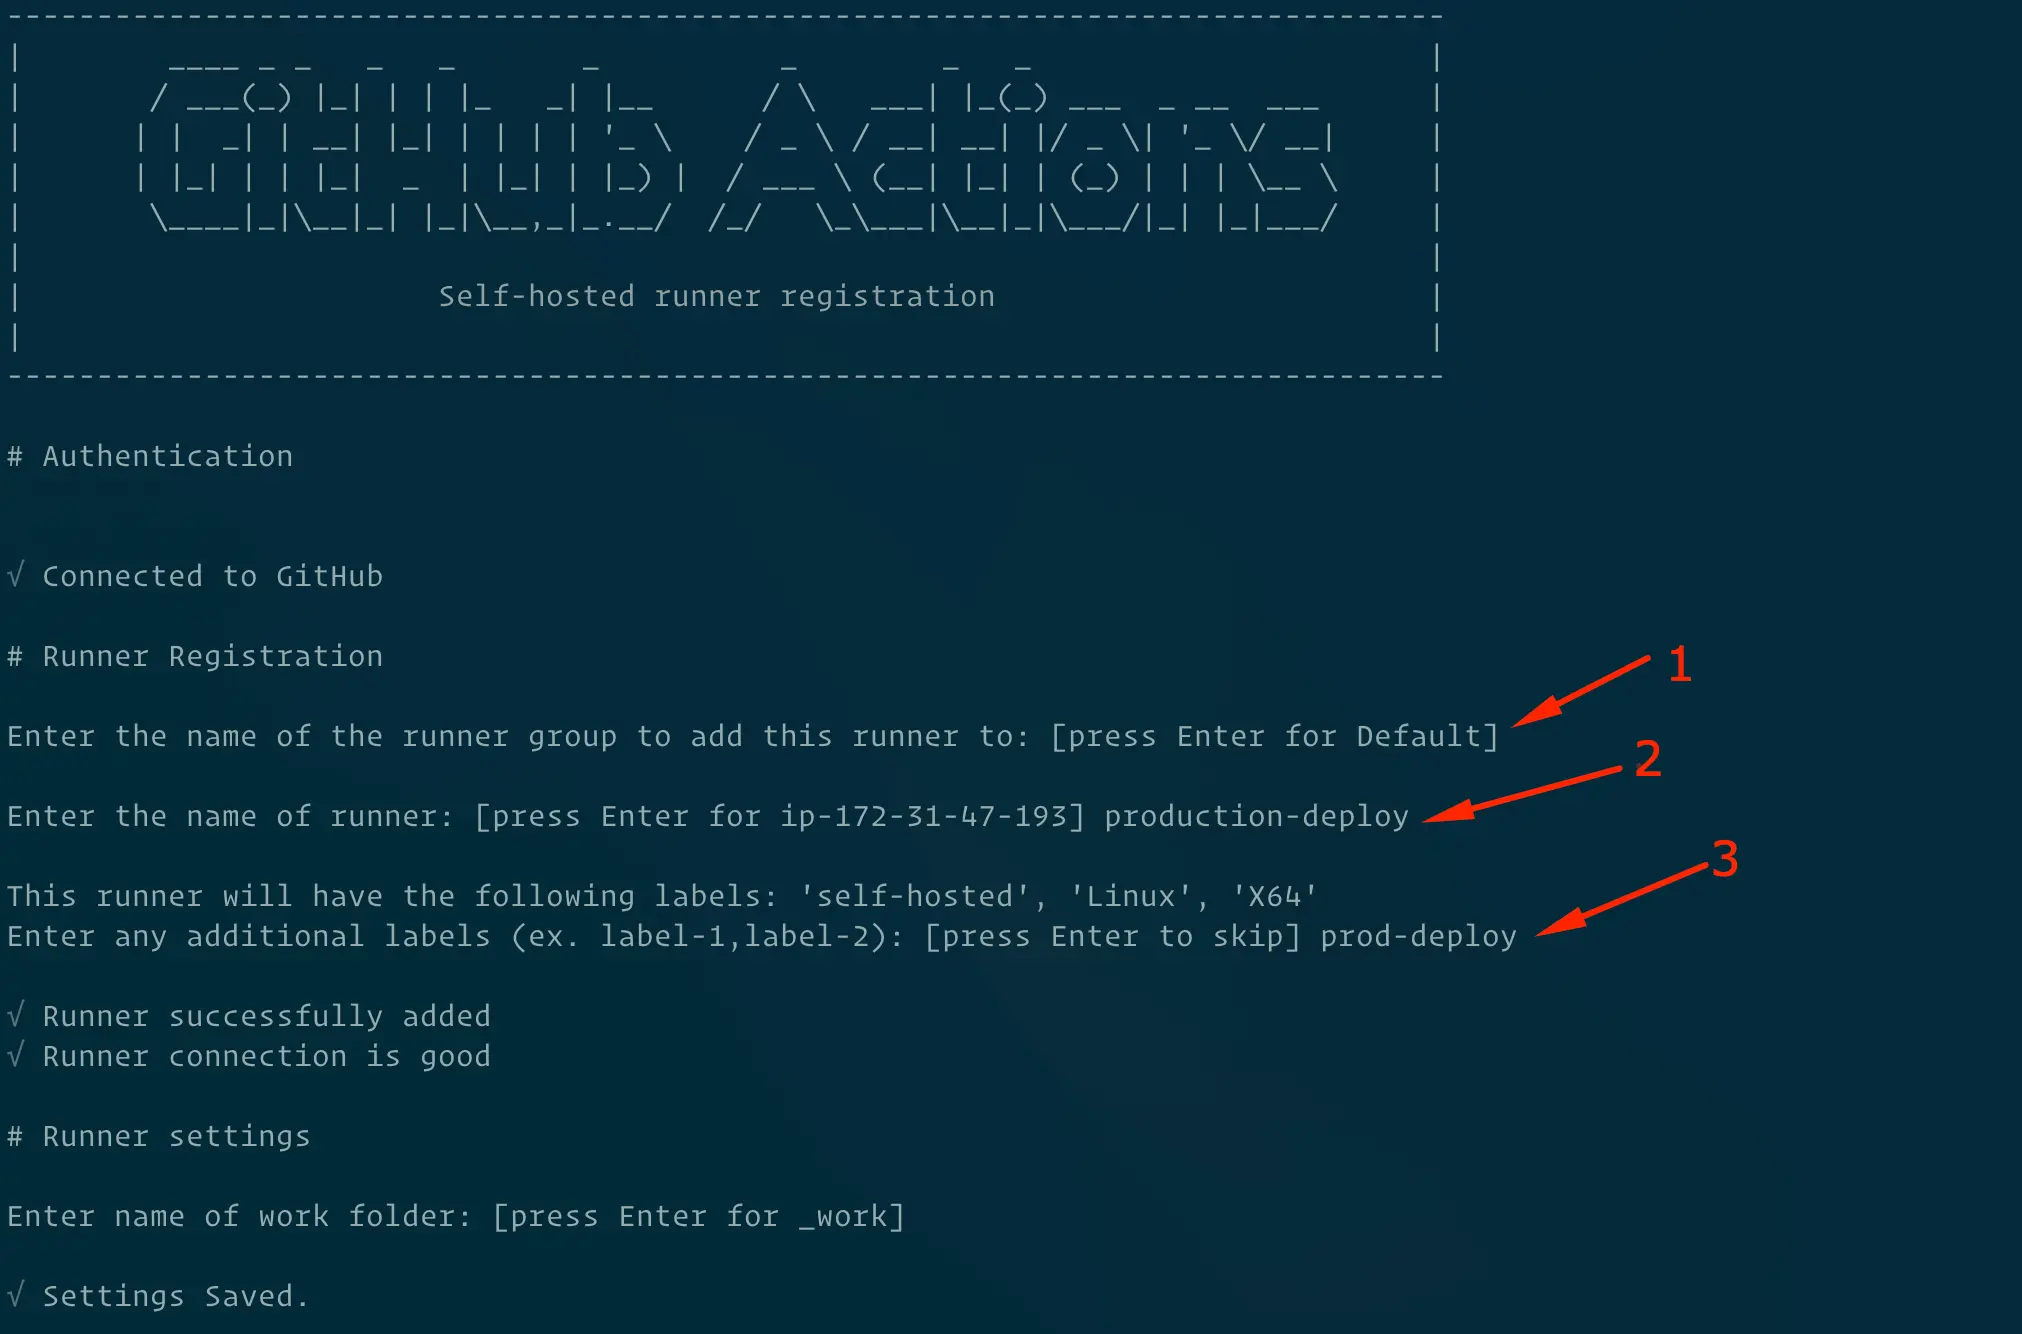 GitHub Actions
Self-hosted runner registration
# Authentication
√ Connected to GitHub
# Runner Registration
1
Enter the name of the runner group to add this runner to: [press Enter for Default]
2
Enter the name of runner: [press Enter for ip-172-31-47-193] production-deploy
3
This runner will have the following labels: 'self-hosted', 'Linux', 'X64'
Enter any additional labels (ex. label-1,label-2): [press Enter to skip] prod-deploy
√ Runner successfully added
√ Runner connection is good
# Runner settings
Enter name of work folder: [press Enter for _work]
√ Settings Saved.